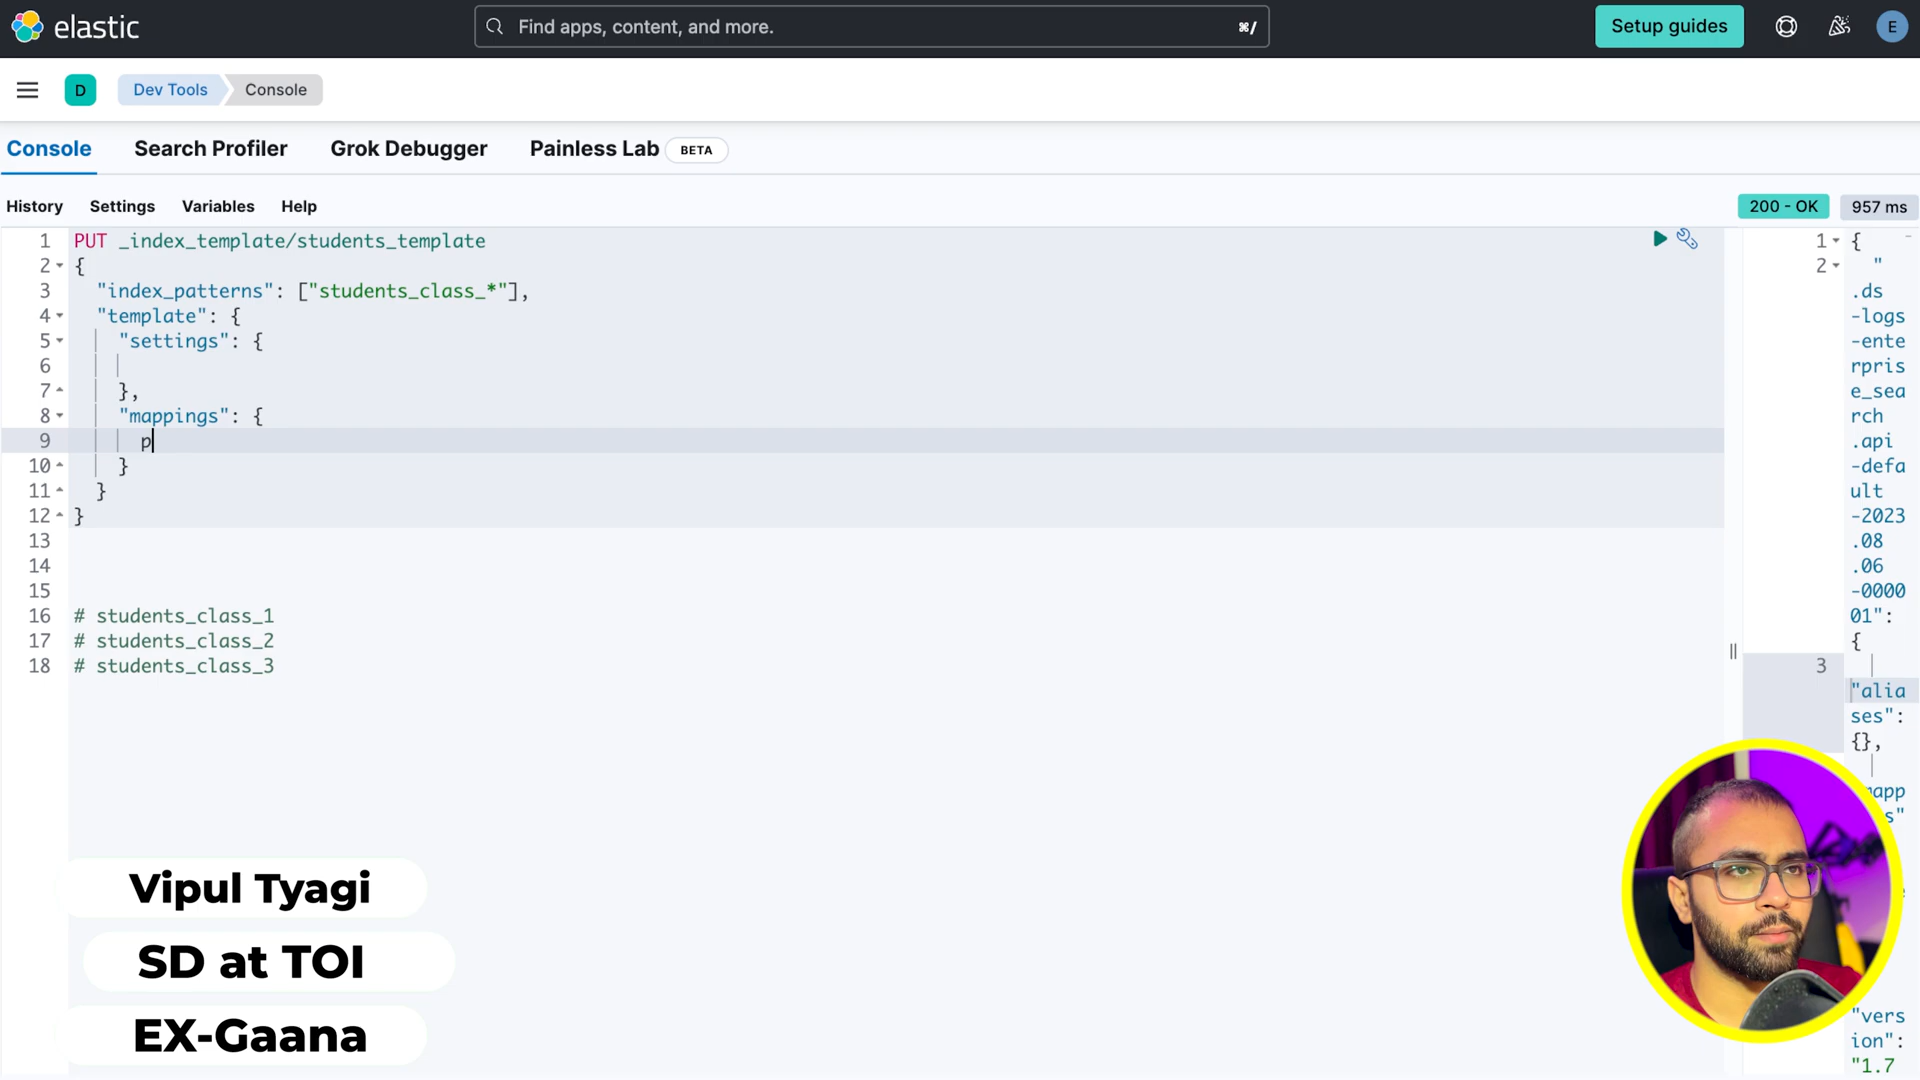 elastic
Find apps, content, and more.
⌘/
Setup guides
E
D
Dev Tools
Console
Console
Search Profiler
Grok Debugger
Painless Lab
BETA
History
Settings
Variables
Help
200 - OK
957 ms
1 PUT _index_template/students_template
2 {
3 "index_patterns": ["students_class_*"],
4 "template": {
5 "settings": {
6
7 },
8 "mappings": {
9 p
10 }
11 }
12 }
13
14
15
16 # students_class_1
17 # students_class_2
18 # students_class_3
1 {
2 "
.ds
-logs
-ente
rpris
e_sea
rch
.api
-defa
ult
-2023
.08
.06
-0000
01":
{
3
"alia
ses":
{},
"vers
ion":
"1.7
Vipul Tyagi
SD at TOI
EX-Gaana